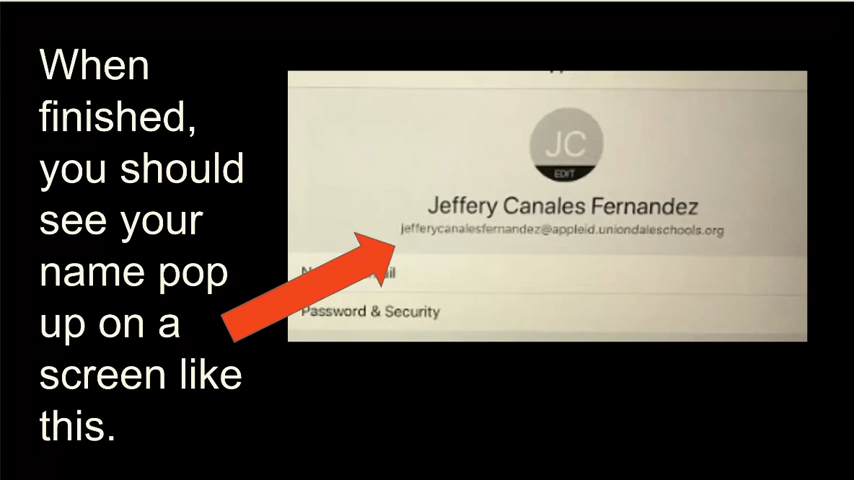 When
finished,
you should
see your
name pop
up on a
screen like
this.
JC
EDIT
Jeffery Canales Fernandez
jefferycanalesfernandez@appleid.uniondaleschools.org
Password & Security